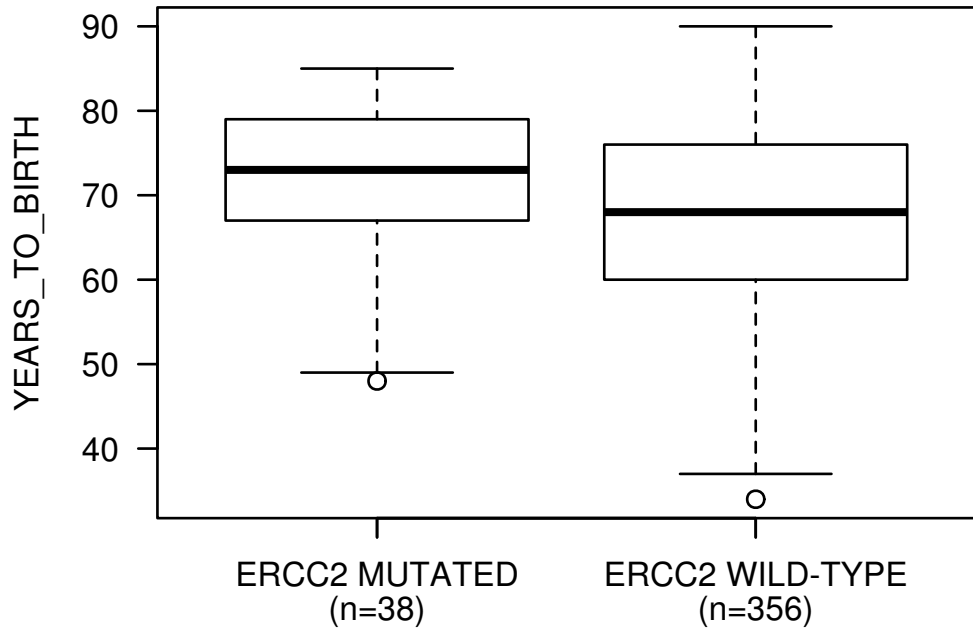 YEARS_TO_BIRTH
90
80
70
60
50
40
ERCC2 MUTATED
(n=38)
ERCC2 WILD-TYPE
(n=356)